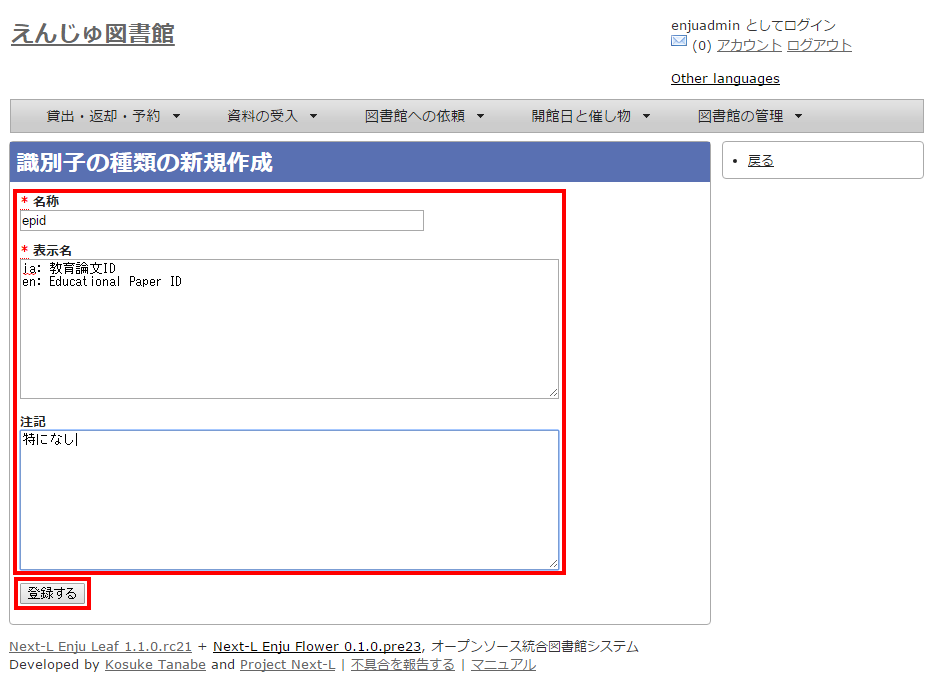 えんじゅ図書館
enjuadmin としてログイン
(0) アカウント ログアウト
Other languages
貸出・返却・予約 ▼ 資料の受入 ▼ 図書館への依頼 ▼ 開館日と催し物 ▼ 図書館の管理 ▼
識別子の種類の新規作成
• 戻る
* 名称
epid
* 表示名
ja: 教育論文ID
en: Educational Paper ID
注記
特になし
登録する
Next-L Enju Leaf 1.1.0.rc21 + Next-L Enju Flower 0.1.0.pre23, オープンソース統合図書館システム
Developed by Kosuke Tanabe and Project Next-L | 不具合を報告する | マニュアル